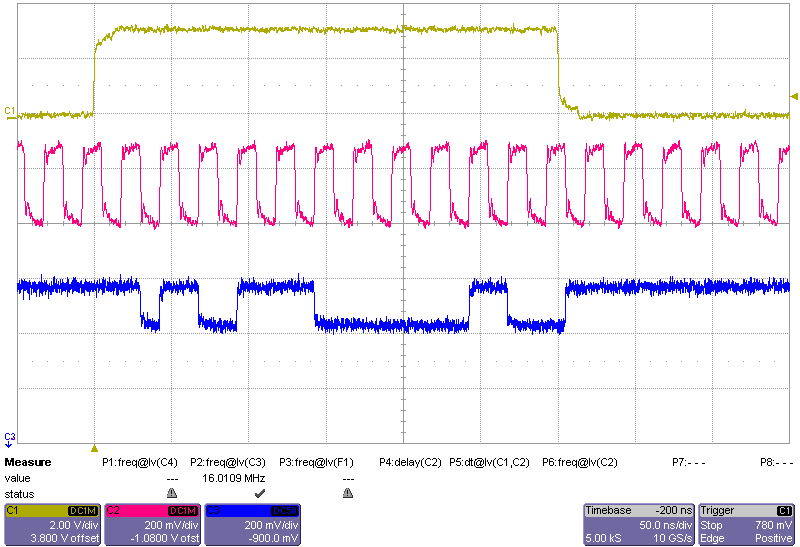 C1
C3
Measure P1:freq@lv(C4) P2:freq@lv(C3) P3:freq@lv(F1) P4:delay(C2) P5:dt@lv(C1,C2) P6:freq@lv(C2) P7:- - - P8:- - -
value --- 16.0109 MHz ---
status
C1 DC1M
2.00 V/div
3.800 V offset
C2 DC1M
200 mV/div
-1.0800 V ofst
C3 DC50
200 mV/div
-900.0 mV
Timebase -200 ns
50.0 ns/div
5.00 kS 10 GS/s
Trigger C1
Stop 780 mV
Edge Positive